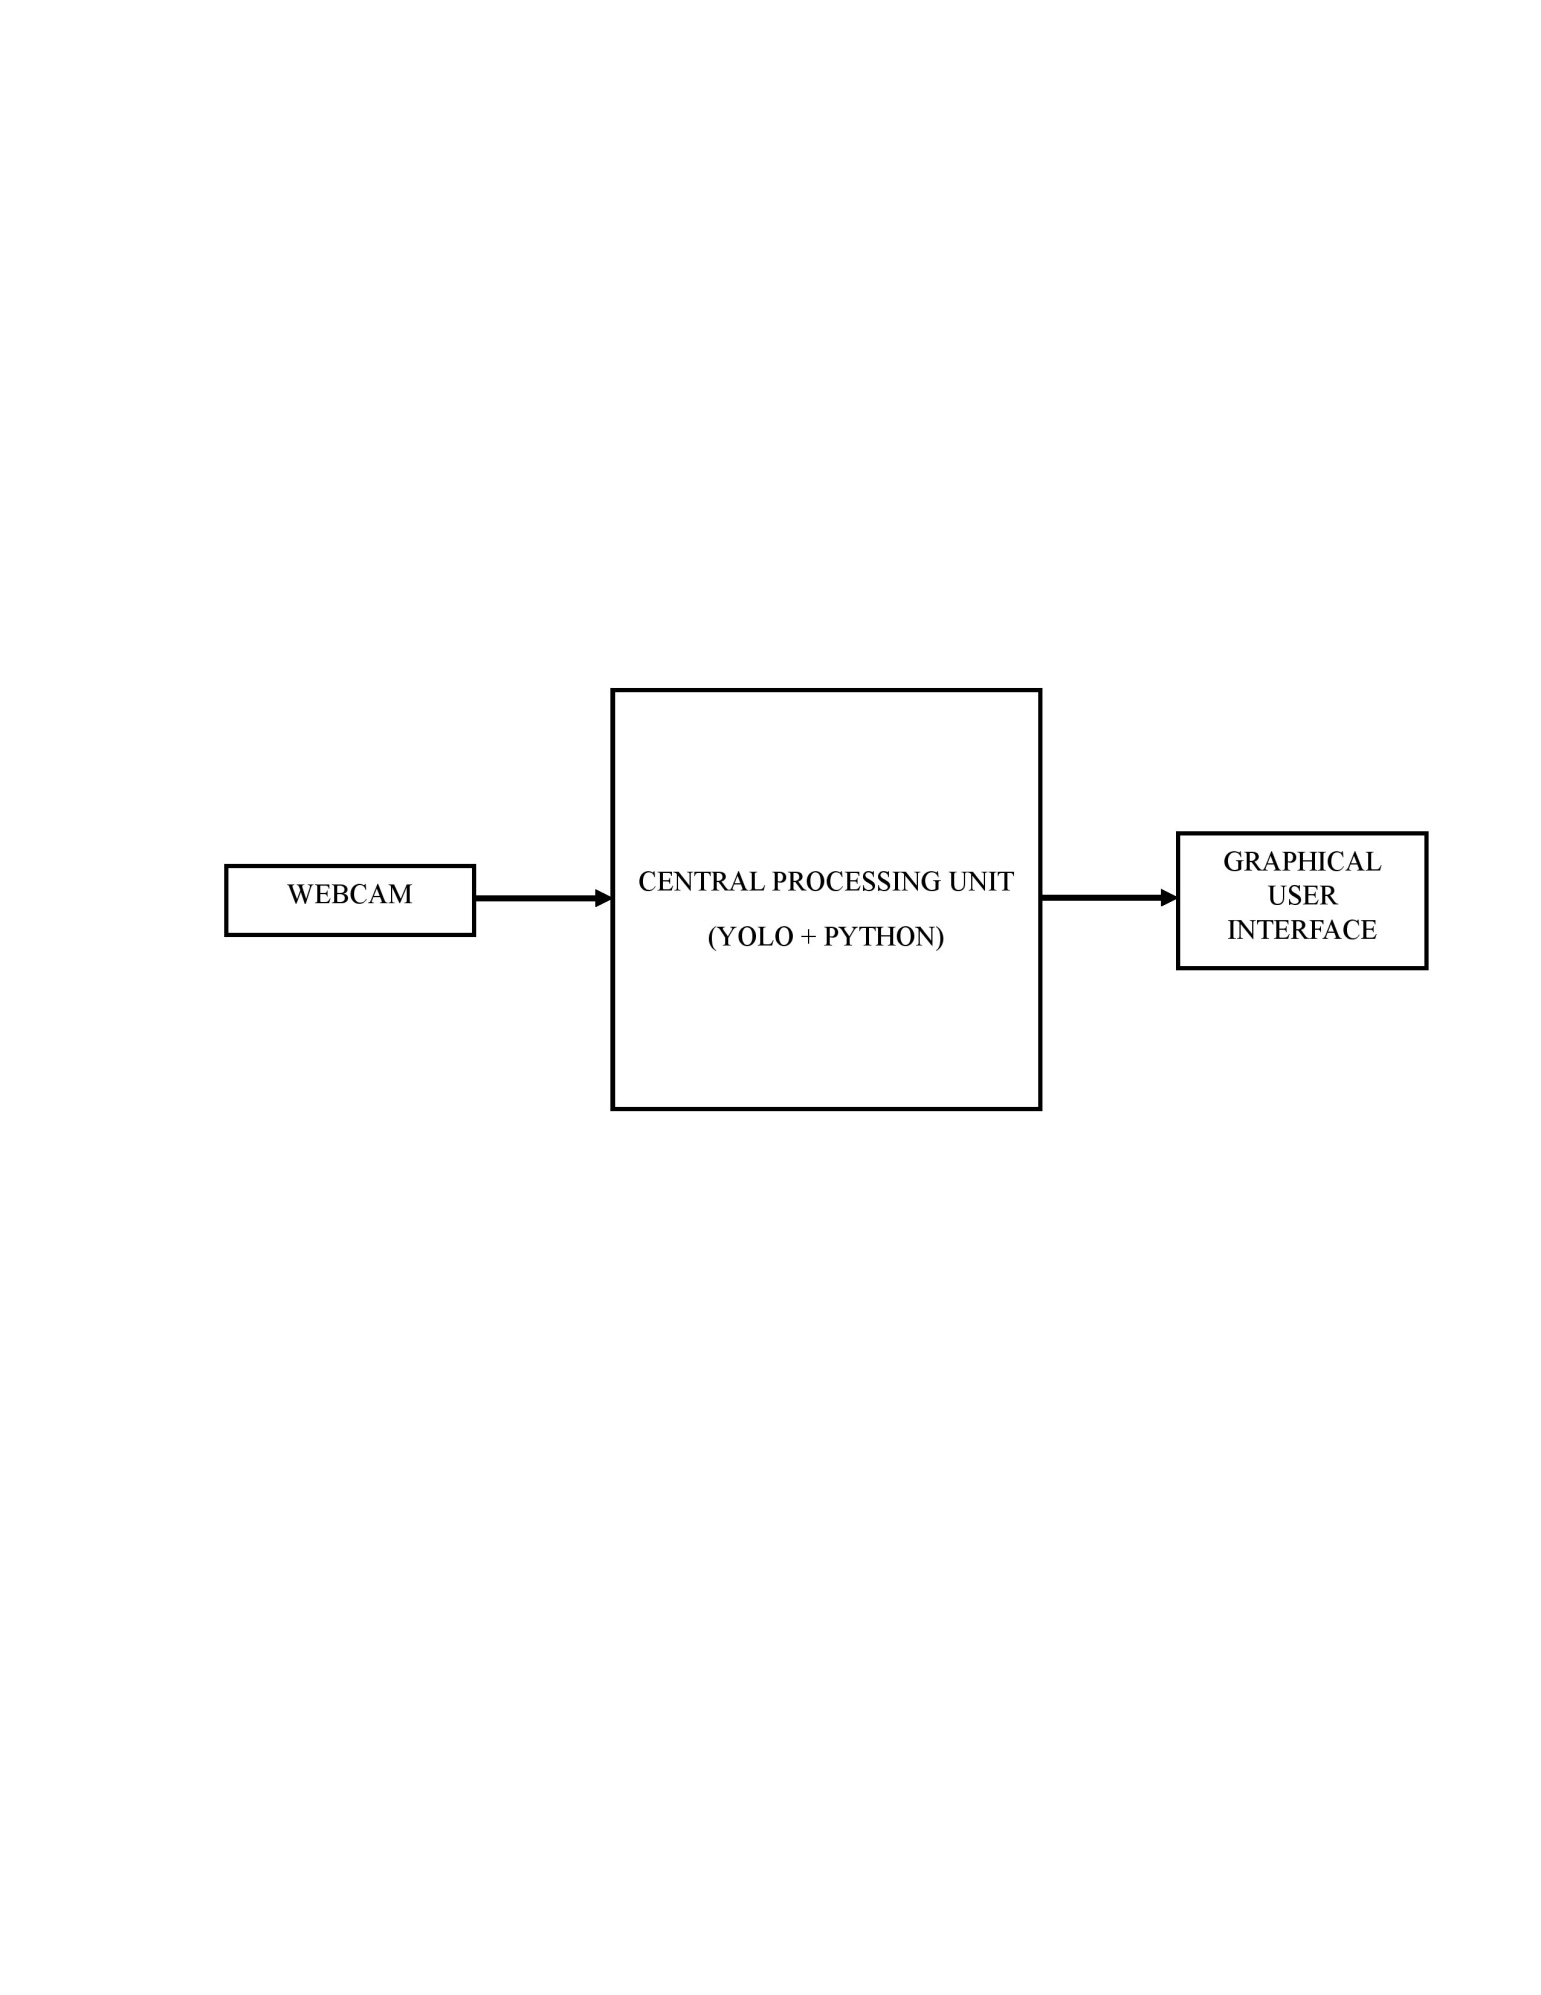 WEBCAM
CENTRAL PROCESSING UNIT
(YOLO + PYTHON)
GRAPHICAL
USER
INTERFACE